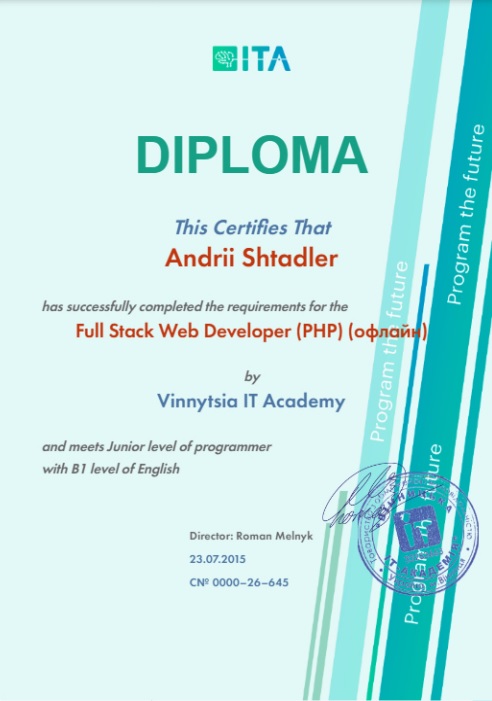 ITA
DIPLOMA
This Certifies That
Andrii Shtadler
has successfully completed the requirements for the
Full Stack Web Developer (PHP) (офлайн)
by
Vinnytsia IT Academy
and meets Junior level of programmer
with B1 level of English
Director: Roman Melnyk
23.07.2015
С№ 0000-26-645
Program the future
Program the future
Program the future